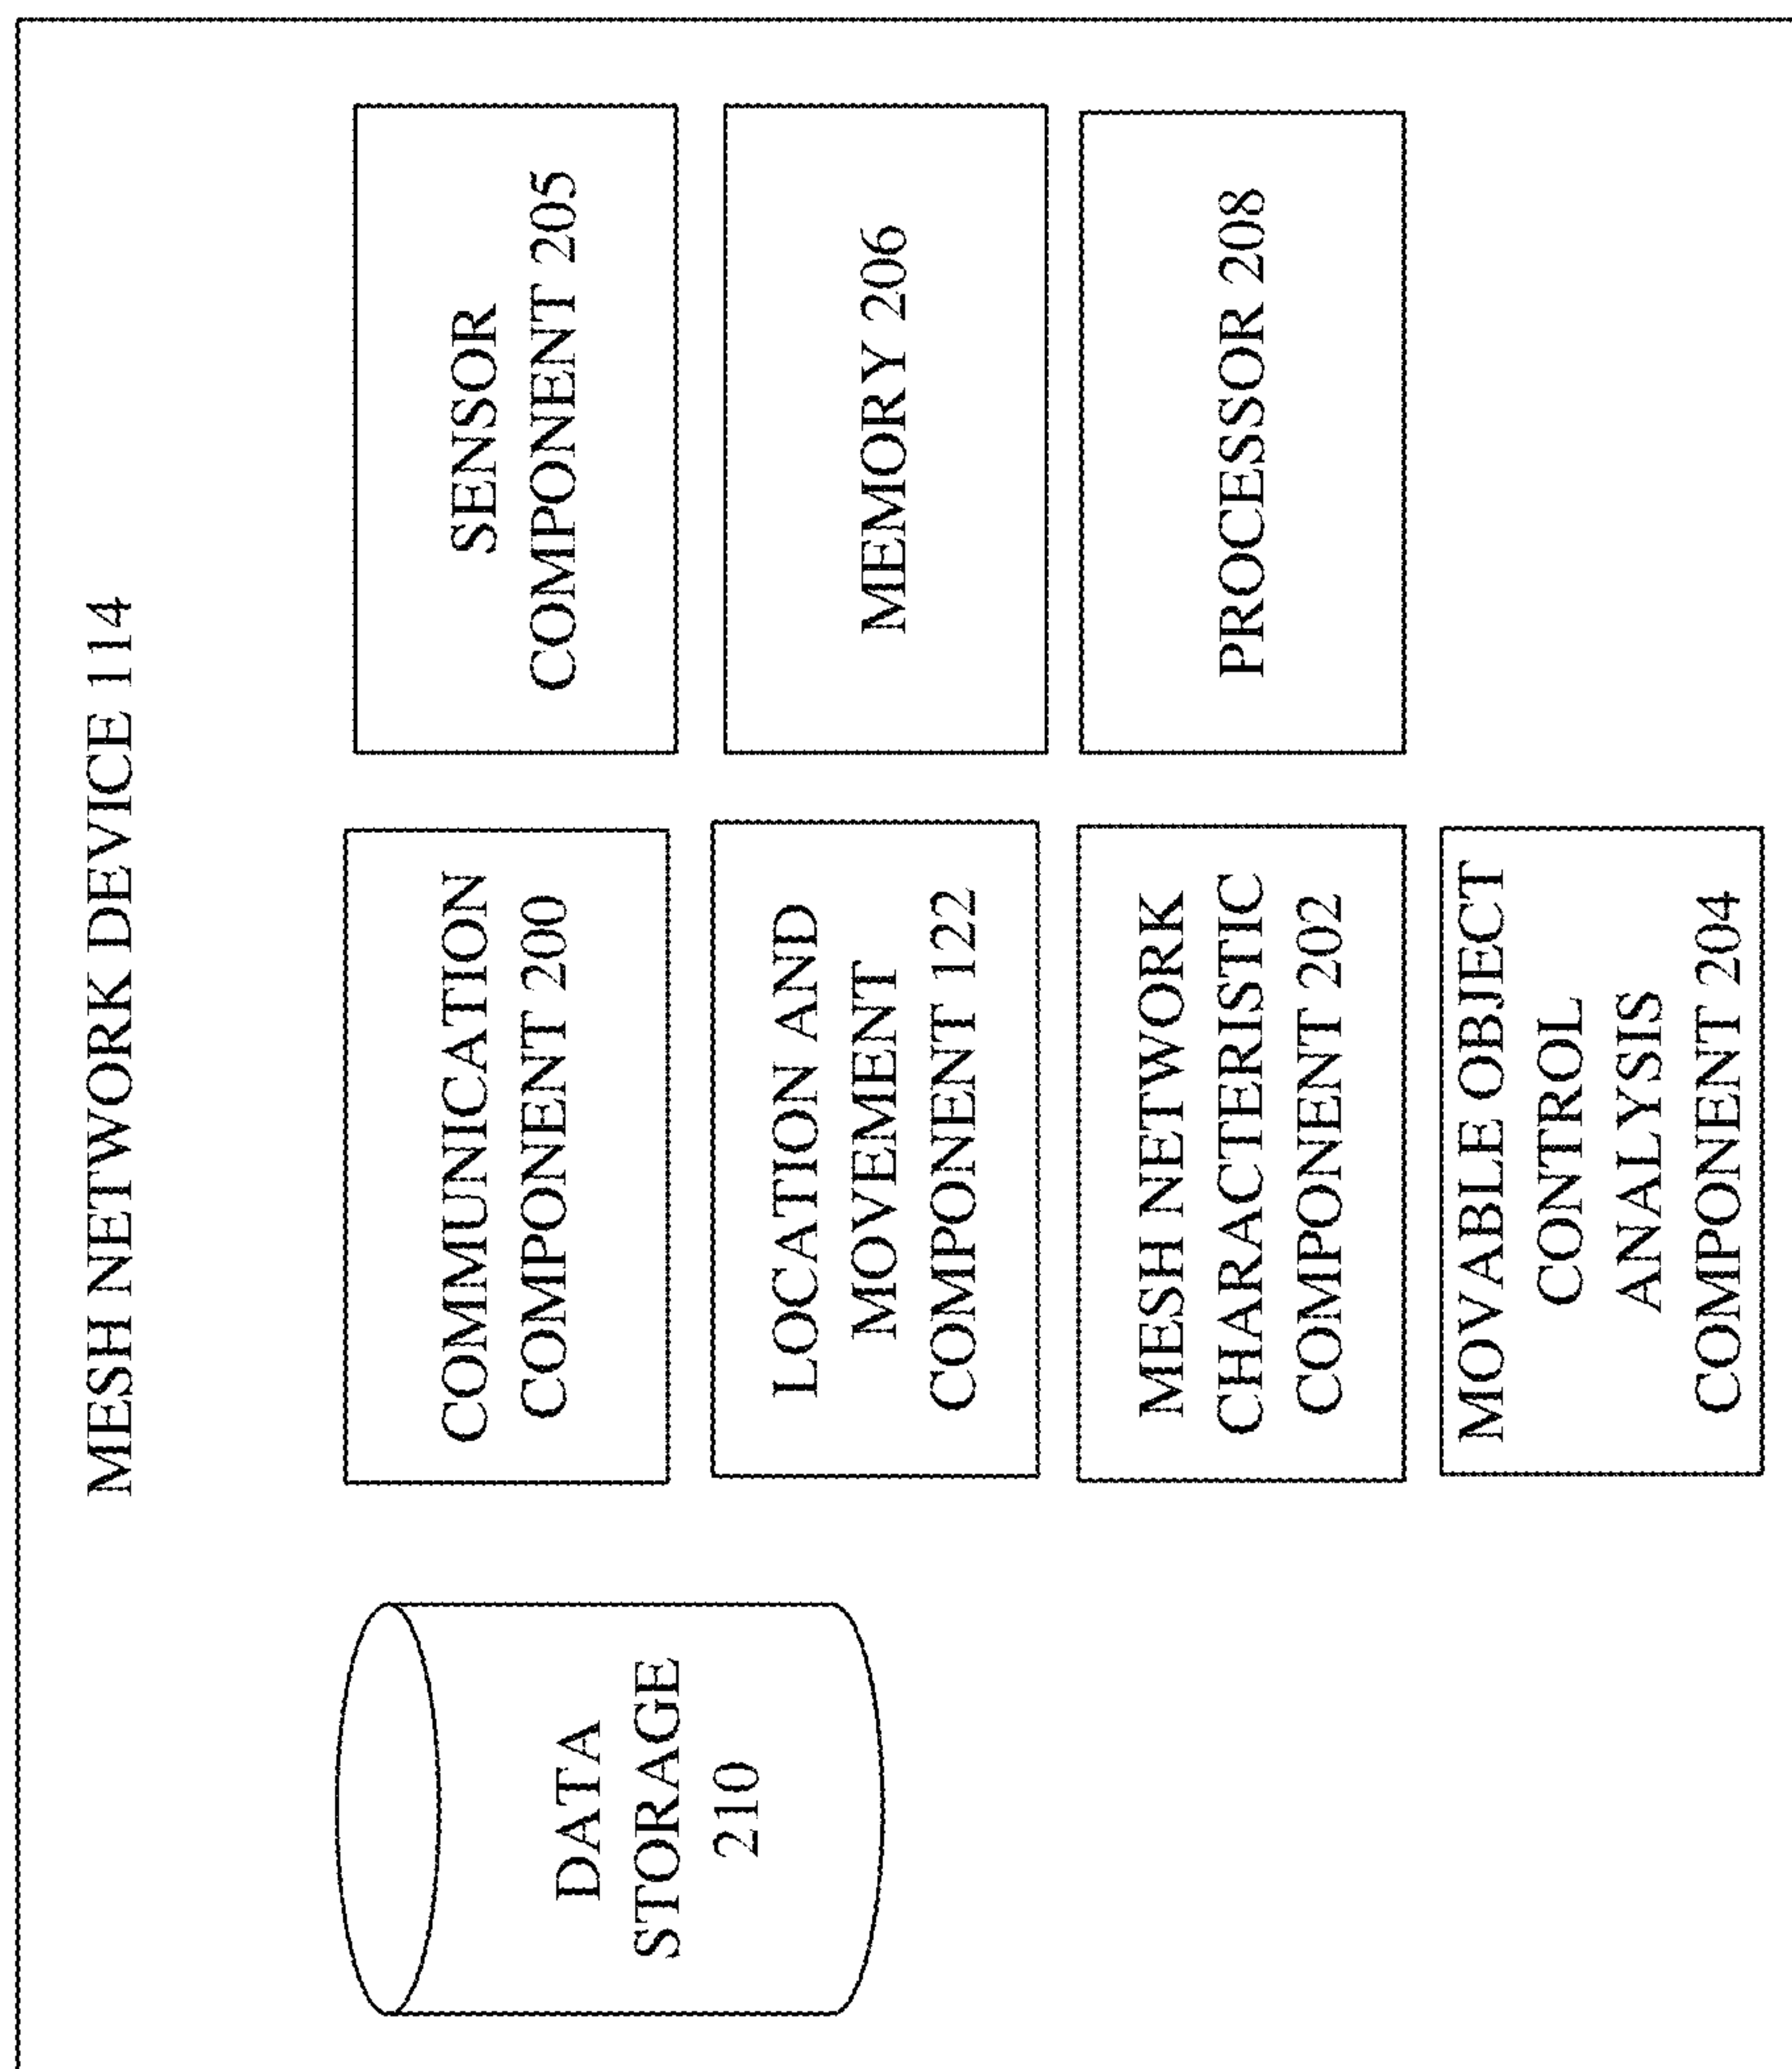 MESH NETWORK DEVICE 114
DATA
STORAGE
210
COMMUNICATION
COMPONENT 200
LOCATION AND
MOVEMENT
COMPONENT 122
MESH NETWORK
CHARACTERISTIC
COMPONENT 202
MOVABLE OBJECT
CONTROL
ANALYSIS
COMPONENT 204
SENSOR
COMPONENT 205
MEMORY 206
PROCESSOR 208